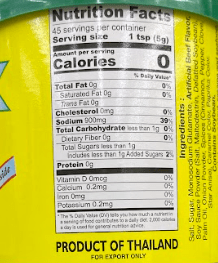 Nutrition Facts
45 servings per container
Serving size 1 tsp (5g)
Amount per serving
Calories 0
% Daily Value*
Total Fat 0g 0%
Saturated Fat 0g 0%
Trans Fat 0g
Cholesterol 0mg 0%
Sodium 900mg 39%
Total Carbohydrate less than 1g 0%
Dietary Fiber 0g 0%
Total Sugars less than 1g
Includes less than 1g Added Sugars 2%
Protein 0g
Vitamin D 0mcg 0%
Calcium 0.2mg 0%
Iron 0mg 0%
Potassium 0.2mg 0%
* The % Daily Value (DV) tells you how much a nutrient in
a serving of food contributes to a daily diet. 2,000 calories
a day is used for general nutrition advice.
PRODUCT OF THAILAND
FOR EXPORT ONLY
Ingredients :
Salt, Sugar, Monosodium Glutamate, Artificial Beef Flavor,
Palm Oil, Onion Powder, Spices